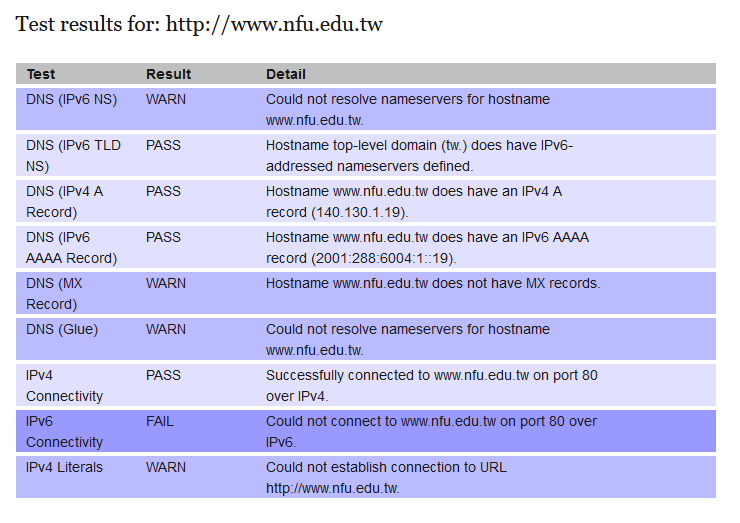 Test results for: http://www.nfu.edu.tw
Test Result Detail
DNS (IPv6 NS) WARN Could not resolve nameservers for hostname
www.nfu.edu.tw.
DNS (IPv6 TLD PASS Hostname top-level domain (tw.) does have IPv6-
NS) addressed nameservers defined.
DNS (IPv4 A PASS Hostname www.nfu.edu.tw does have an IPv4 A
Record) record (140.130.1.19).
DNS (IPv6 PASS Hostname www.nfu.edu.tw does have an IPv6 AAAA
AAAA Record) record (2001:288:6004:1::19).
DNS (MX WARN Hostname www.nfu.edu.tw does not have MX records.
Record)
DNS (Glue) WARN Could not resolve nameservers for hostname
www.nfu.edu.tw.
IPv4 PASS Successfully connected to www.nfu.edu.tw on port 80
Connectivity over IPv4.
IPv6 FAIL Could not connect to www.nfu.edu.tw on port 80 over
Connectivity IPv6.
IPv4 Literals WARN Could not establish connection to URL
http://www.nfu.edu.tw.